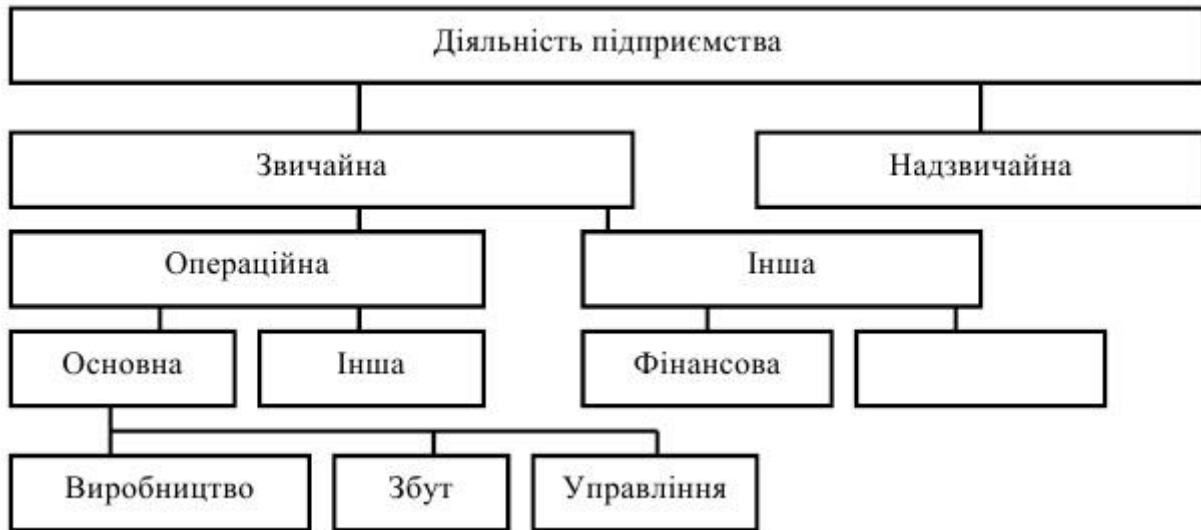 Діяльність підприємства
Звичайна
Надзвичайна
Операційна
Інша
Основна
Інша
Фінансова
Виробництво
Збут
Управління